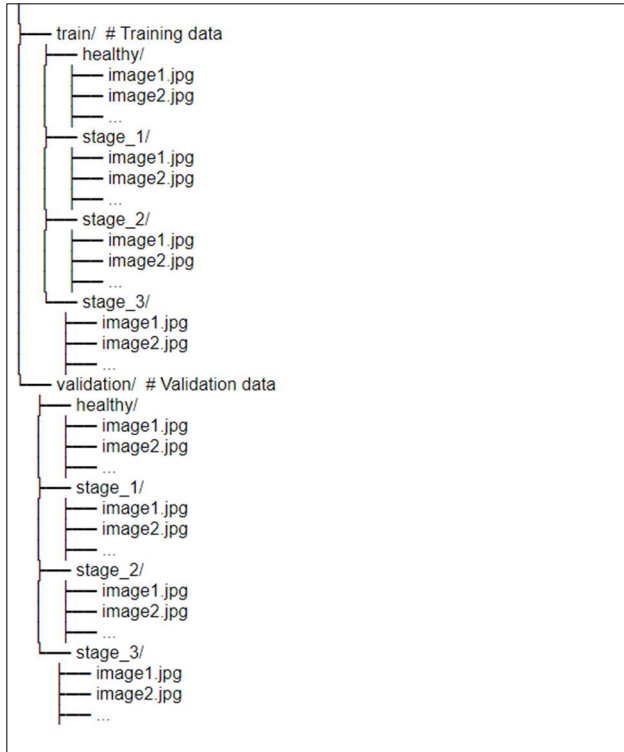 train/ # Training data
healthy/
image1.jpg
image2.jpg
...
stage_1/
image1.jpg
image2.jpg
...
stage_2/
image1.jpg
image2.jpg
...
stage_3/
image1.jpg
image2.jpg
...
validation/ # Validation data
healthy/
image1.jpg
image2.jpg
...
stage_1/
image1.jpg
image2.jpg
...
stage_2/
image1.jpg
image2.jpg
...
stage_3/
image1.jpg
image2.jpg
...